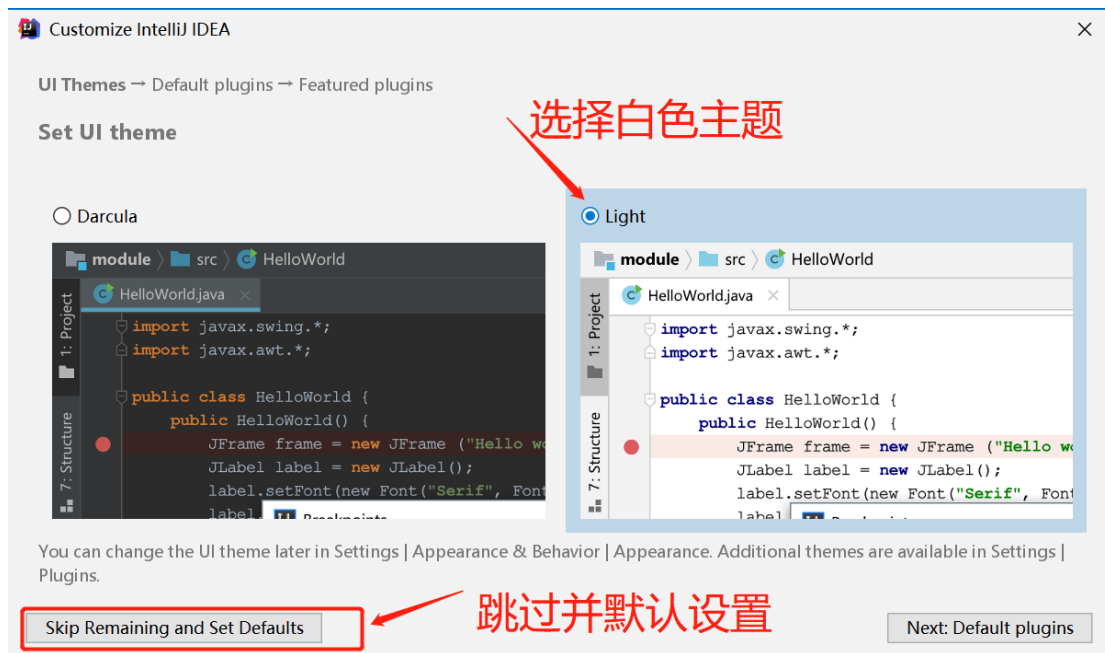 Customize IntelliJ IDEA
UI Themes → Default plugins → Featured plugins
Set UI theme
选择白色主题
Darcula
module 〉 src 〉 HelloWorld
HelloWorld.java
1: Project
7: Structure
import javax.swing.*;
import javax.awt.*;
public class HelloWorld {
public HelloWorld() {
JFrame frame = new JFrame ("Hello
JLabel label = new JLabel();
label.setFont(new Font("Serif", Font
label.
Breakpoints
Light
module 〉 src 〉 HelloWorld
HelloWorld.java
1: Project
7: Structure
import javax.swing.*;
import javax.awt.*;
public class HelloWorld {
public HelloWorld() {
JFrame frame = new JFrame ("Hello
JLabel label = new JLabel();
label.setFont(new Font("Serif", Font
label
You can change the UI theme later in Settings | Appearance & Behavior | Appearance. Additional themes are available in Settings |
Plugins.
跳过并默认设置
Skip Remaining and Set Defaults
Next: Default plugins